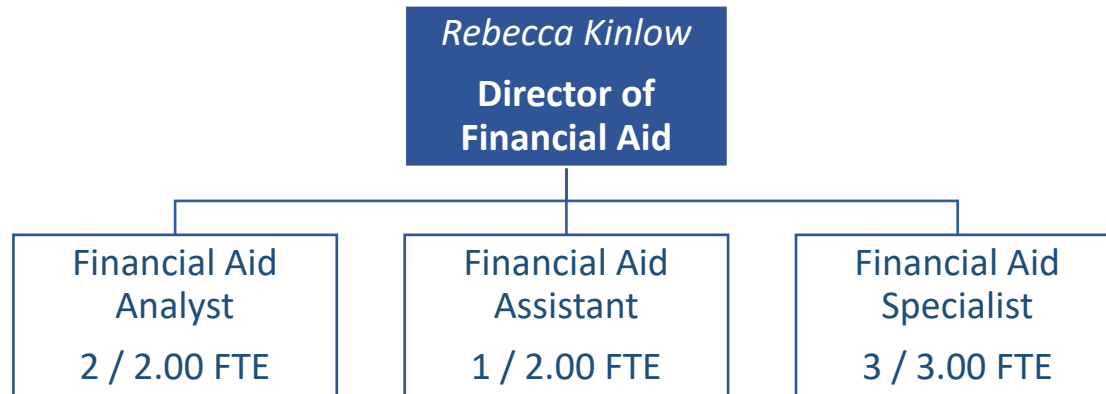 Rebecca Kinlow
Director of
Financial Aid
Financial Aid
Analyst
2 / 2.00 FTE
Financial Aid
Assistant
1 / 2.00 FTE
Financial Aid
Specialist
3 / 3.00 FTE